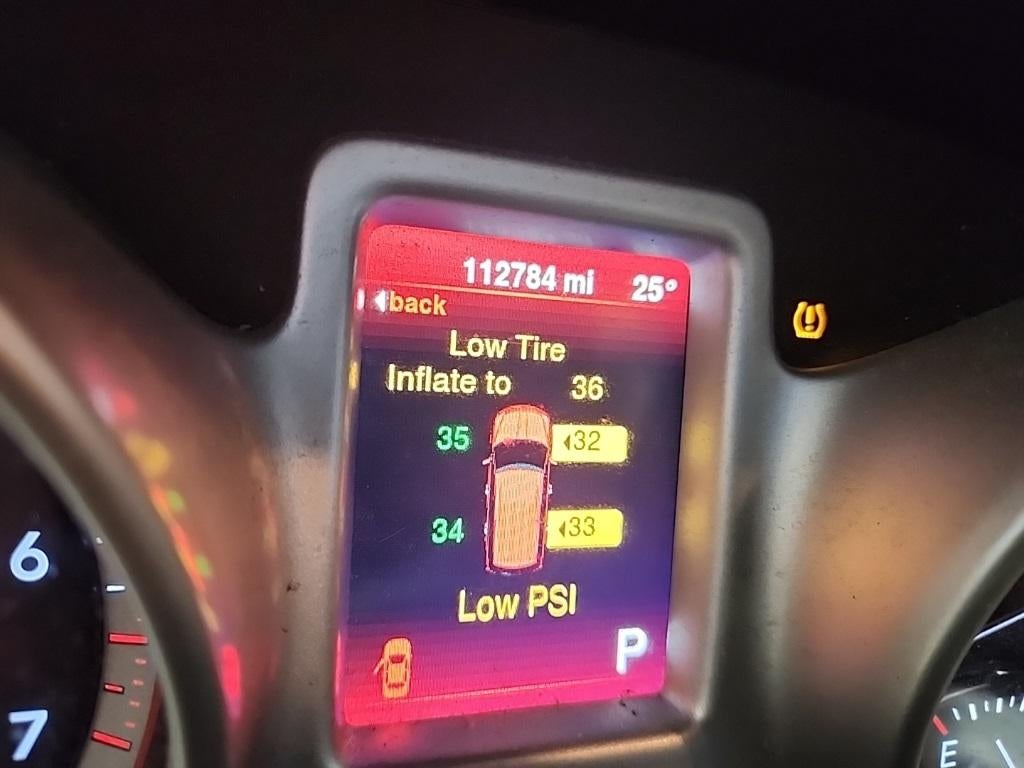 112784 mi 25°
back
Low Tire
Inflate to 36
35 32
34 33
Low PSI
P
6
7
E